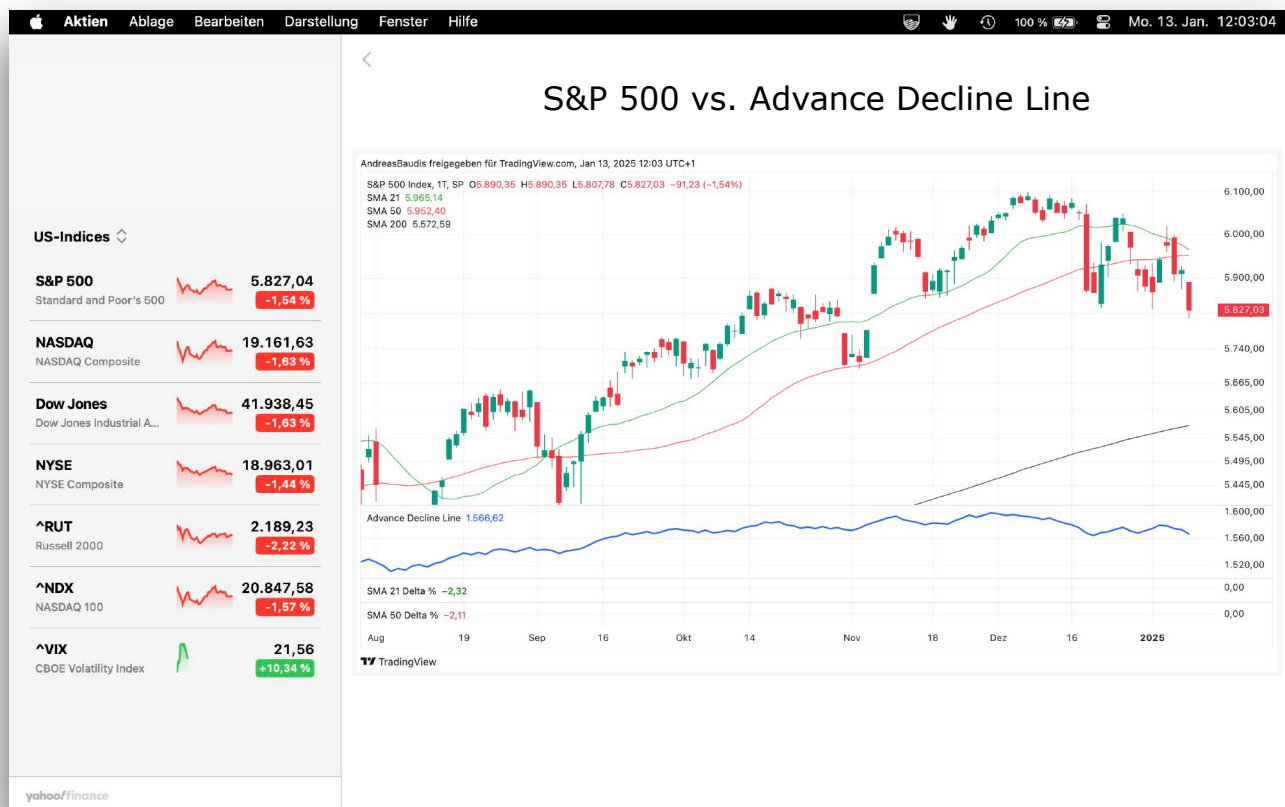 Aktien Ablage Bearbeiten Darstellung Fenster Hilfe 100 % Mo. 13. Jan. 12:03:04
US-Indices
S&P 500 5.827,04
Standard and Poor's 500 -1,54 %
NASDAQ 19.161,63
NASDAQ Composite -1,63 %
Dow Jones 41.938,45
Dow Jones Industrial A... -1,63 %
NYSE 18.963,01
NYSE Composite -1,44 %
^RUT 2.189,23
Russell 2000 -2,22 %
^NDX 20.847,58
NASDAQ 100 -1,57 %
^VIX 21,56
CBOE Volatility Index +10,34 %
yahoo!finance
S&P 500 vs. Advance Decline Line
AndreasBaudis freigegeben für TradingView.com, Jan 13, 2025 12:03 UTC+1
S&P 500 Index, 1T, SP O5.890,35 H5.890,35 L5.807,78 C5.827,03 −91,23 (−1,54%)
SMA 21 5.965,14
SMA 50 5.952,40
SMA 200 5.572,59
6.100,00
6.000,00
5.900,00
5.827,03
5.740,00
5.665,00
5.605,00
5.545,00
5.495,00
5.445,00
Advance Decline Line 1.566,62
1.600,00
1.560,00
1.520,00
SMA 21 Delta % −2,32
0,00
SMA 50 Delta % −2,11
0,00
Aug 19 Sep 16 Okt 14 Nov 18 Dez 16 2025
TradingView